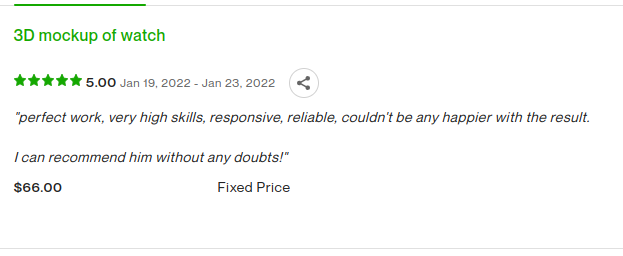 3D mockup of watch
5.00 Jan 19, 2022 - Jan 23, 2022
"perfect work, very high skills, responsive, reliable, couldn't be any happier with the result.
I can recommend him without any doubts!"
$66.00 Fixed Price